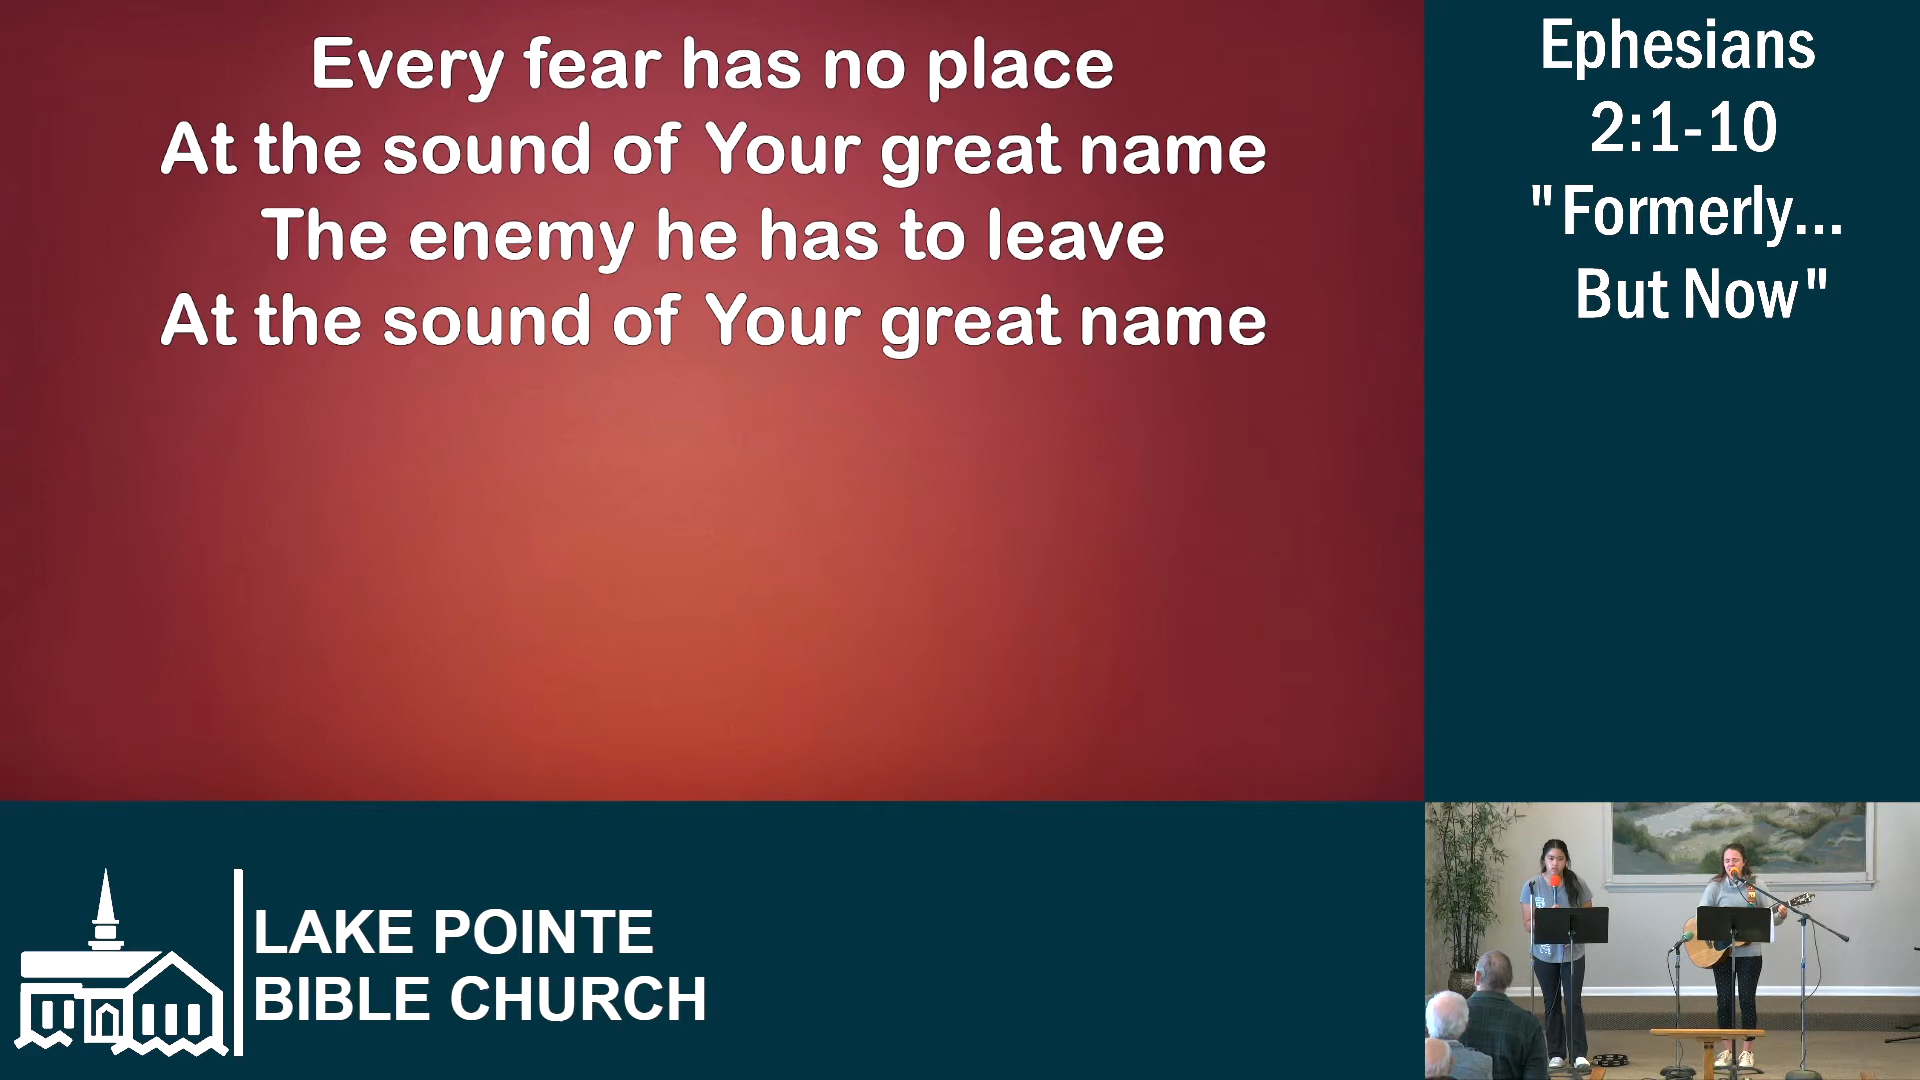 Every fear has no place
At the sound of Your great name
The enemy he has to leave
At the sound of Your great name
Ephesians
2:1-10
"Formerly...
But Now"
LAKE POINTE
BIBLE CHURCH